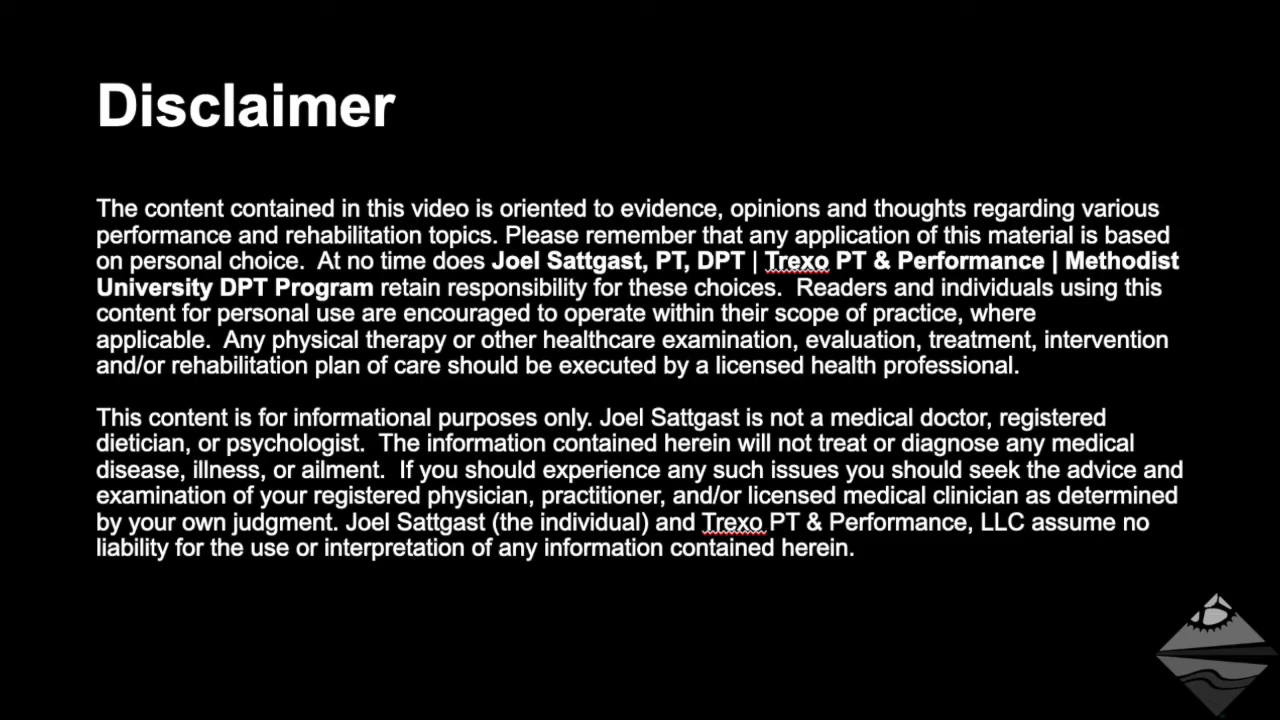 Disclaimer
The content contained in this video is oriented to evidence, opinions and thoughts regarding various
performance and rehabilitation topics. Please remember that any application of this material is based
on personal choice.  At no time does Joel Sattgast, PT, DPT | Trexo PT & Performance | Methodist
University DPT Program retain responsibility for these choices.  Readers and individuals using this
content for personal use are encouraged to operate within their scope of practice, where
applicable.  Any physical therapy or other healthcare examination, evaluation, treatment, intervention
and/or rehabilitation plan of care should be executed by a licensed health professional.
This content is for informational purposes only. Joel Sattgast is not a medical doctor, registered
dietician, or psychologist.  The information contained herein will not treat or diagnose any medical
disease, illness, or ailment.  If you should experience any such issues you should seek the advice and
examination of your registered physician, practitioner, and/or licensed medical clinician as determined
by your own judgment. Joel Sattgast (the individual) and Trexo PT & Performance, LLC assume no
liability for the use or interpretation of any information contained herein.